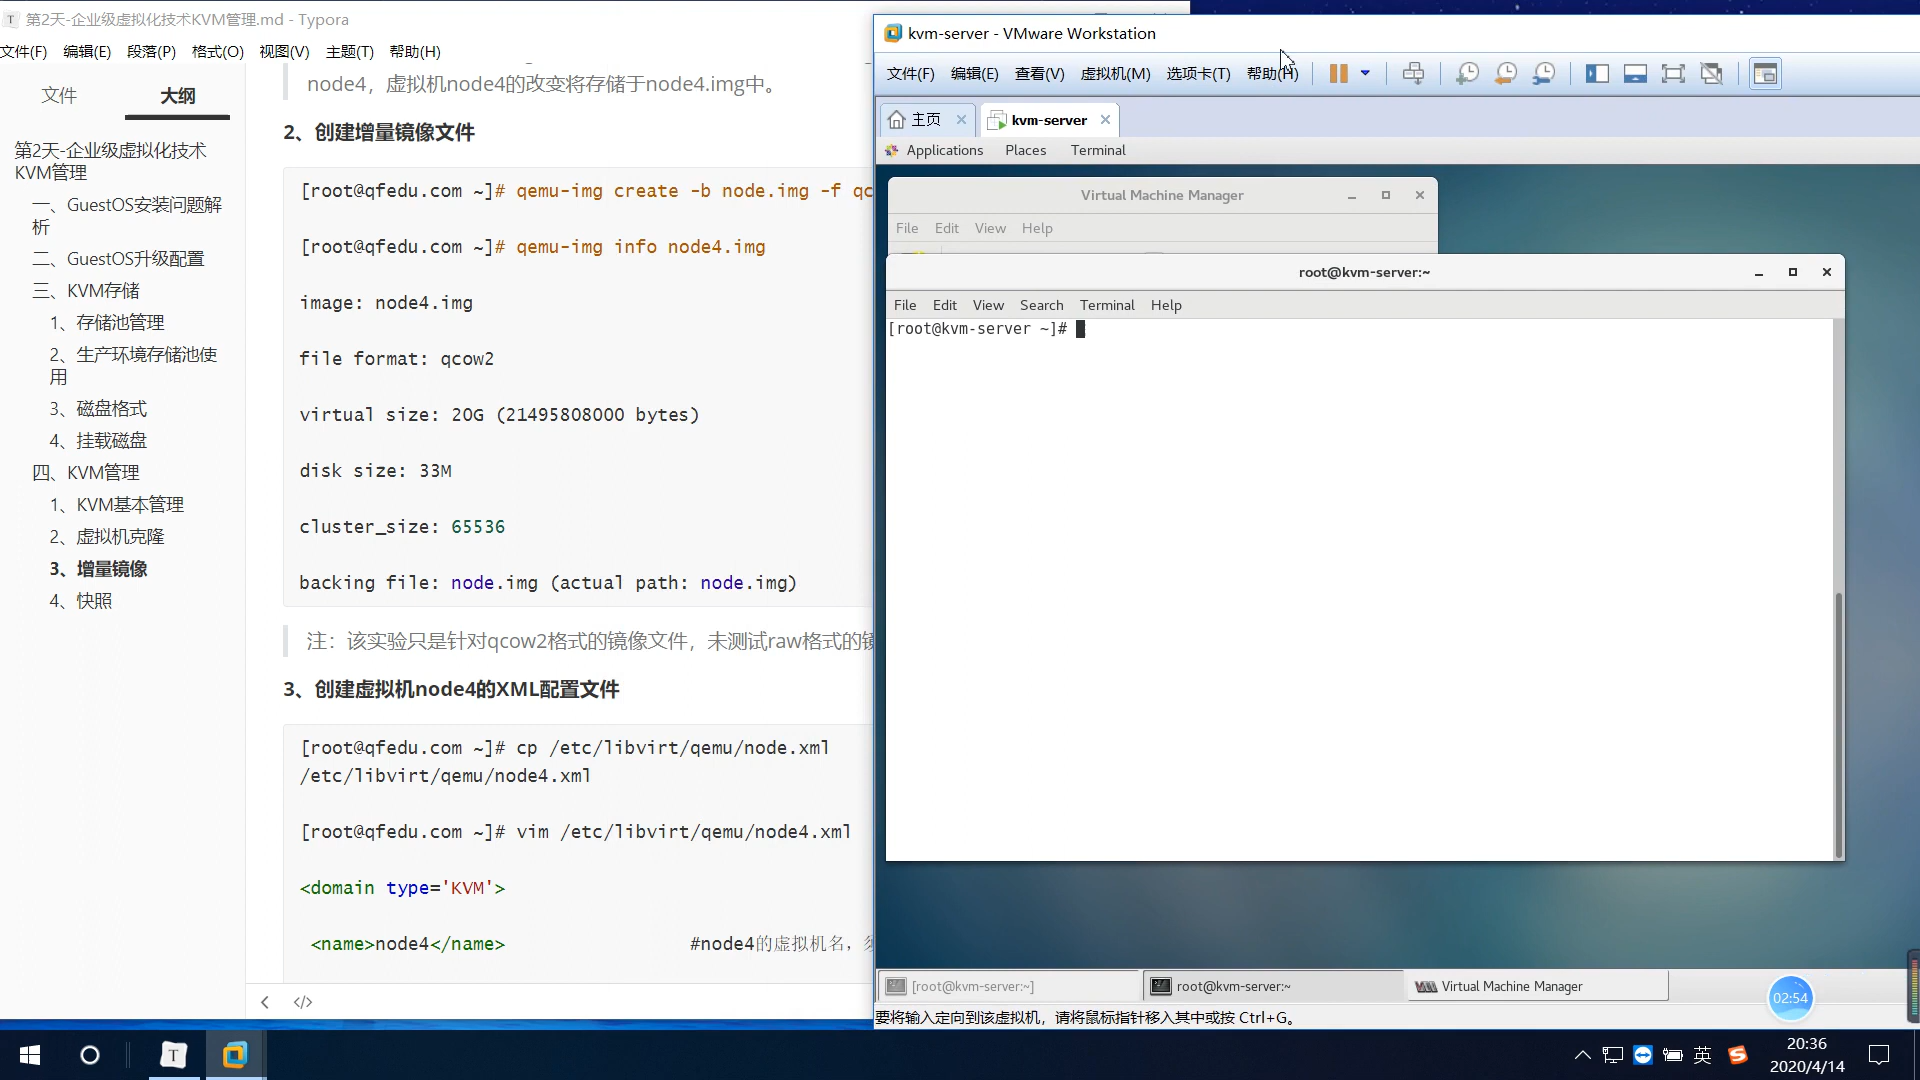 第2天-企业级虚拟化技术KVM管理.md - Typora
文件(F) 编辑(E) 段落(P) 格式(O) 视图(V) 主题(T) 帮助(H)
文件 大纲
第2天-企业级虚拟化技术
KVM管理
一、GuestOS安装问题解
析
二、GuestOS升级配置
三、KVM存储
1、存储池管理
2、生产环境存储池使
用
3、磁盘格式
4、挂载磁盘
四、KVM管理
1、KVM基本管理
2、虚拟机克隆
3、增量镜像
4、快照
node4，虚拟机node4的改变将存储于node4.img中。
2、创建增量镜像文件
[root@qfedu.com ~]# qemu-img create -b node.img -f qc
[root@qfedu.com ~]# qemu-img info node4.img
image: node4.img
file format: qcow2
virtual size: 20G (21495808000 bytes)
disk size: 33M
cluster_size: 65536
backing file: node.img (actual path: node.img)
注：该实验只是针对qcow2格式的镜像文件，未测试raw格式的镜
3、创建虚拟机node4的XML配置文件
[root@qfedu.com ~]# cp /etc/libvirt/qemu/node.xml
/etc/libvirt/qemu/node4.xml
[root@qfedu.com ~]# vim /etc/libvirt/qemu/node4.xml
<domain type='KVM'>
<name>node4</name> #node4的虚拟机名，须
</>
kvm-server - VMware Workstation
文件(F) 编辑(E) 查看(V) 虚拟机(M) 选项卡(T) 帮助(H)
主页 kvm-server
Applications Places Terminal
Virtual Machine Manager
File Edit View Help
root@kvm-server:~
File Edit View Search Terminal Help
[root@kvm-server ~]#
[root@kvm-server:~] root@kvm-server:~ Virtual Machine Manager
02:54
要将输入定向到该虚拟机，请将鼠标指针移入其中或按 Ctrl+G。
英
20:36
2020/4/14